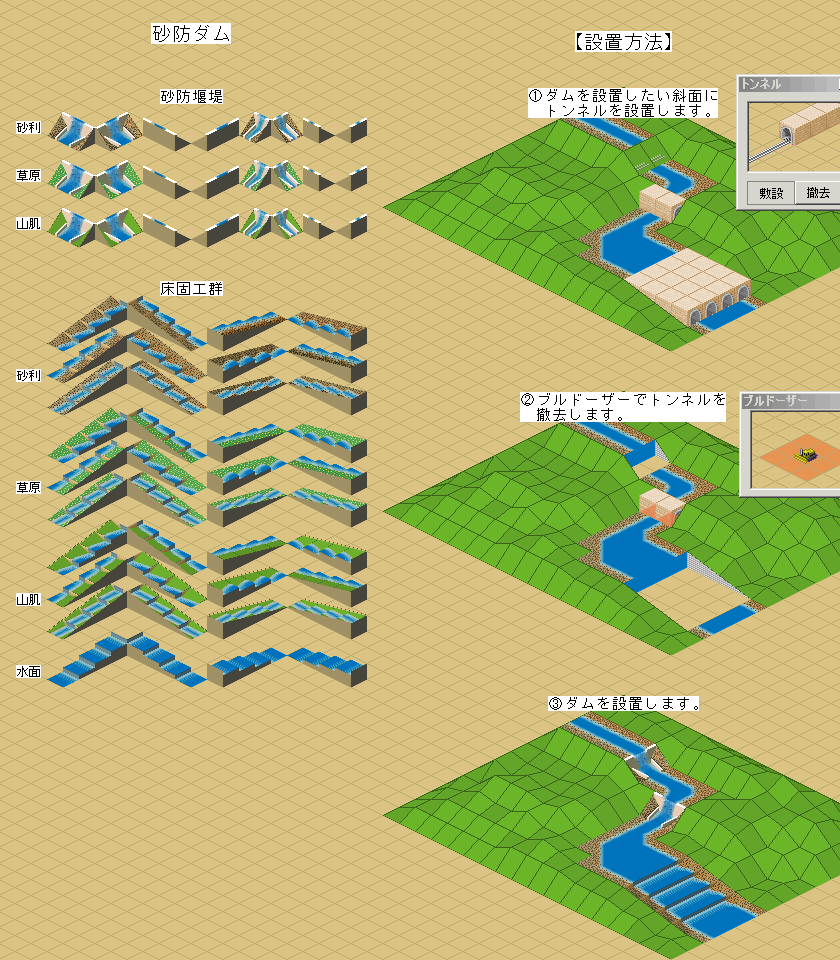 砂防ダム
砂防堰堤
砂利
草原
山肌
床固工群
砂利
草原
山肌
水面
【設置方法】
①ダムを設置したい斜面に
トンネルを設置します。
トンネル
敷設
撤去
②ブルドーザーでトンネルを
撤去します。
ブルドーザー
③ダムを設置します。